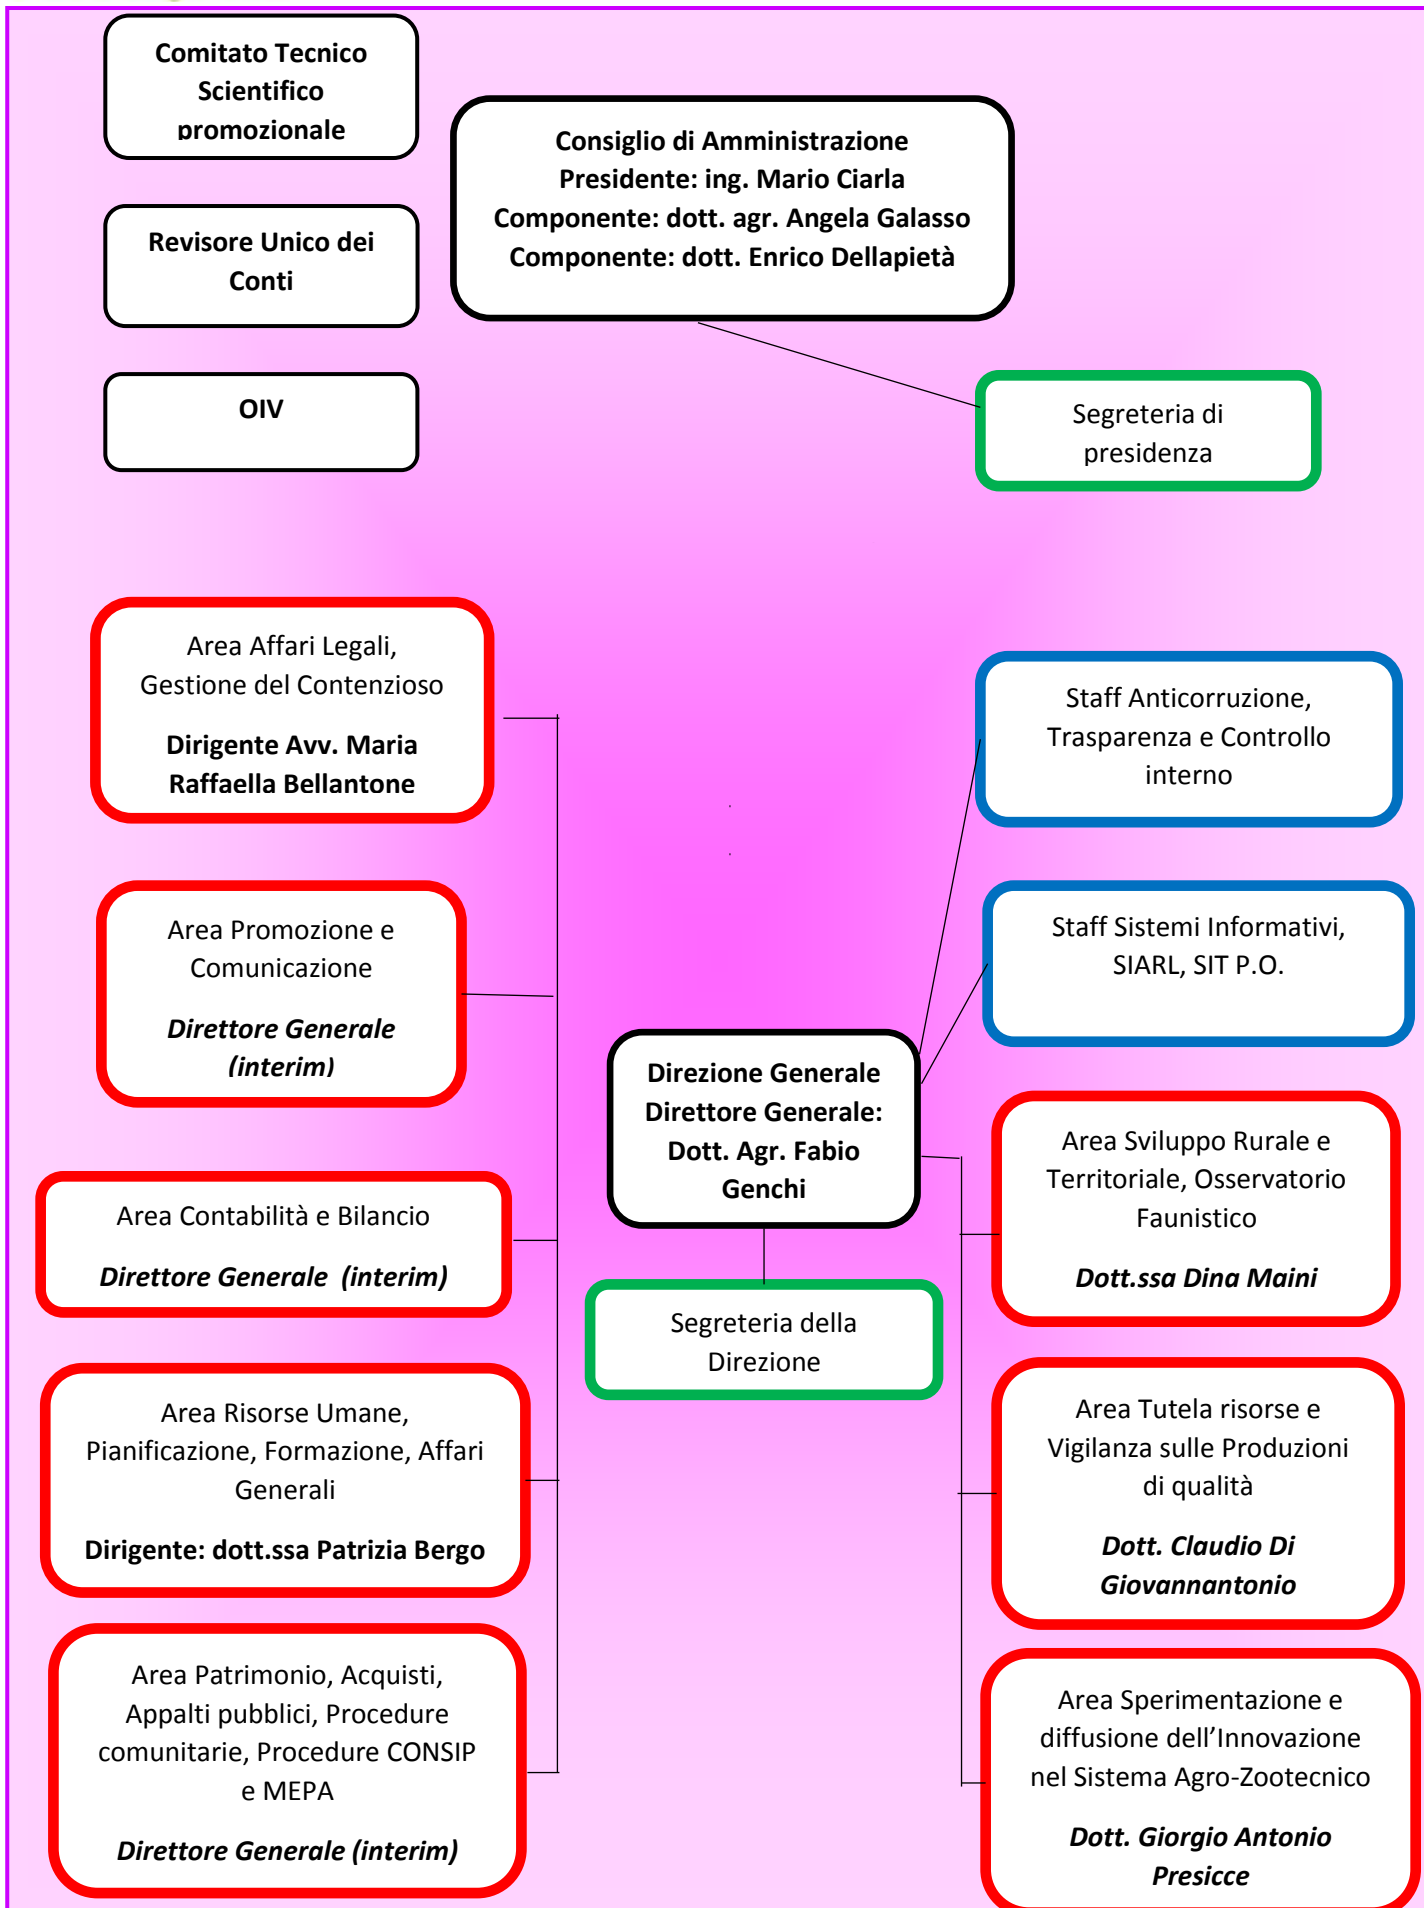 Comitato Tecnico
Scientifico
promozionale
Consiglio di Amministrazione
Presidente: ing. Mario Ciarla
Componente: dott. agr. Angela Galasso
Componente: dott. Enrico Dellapietà
Revisore Unico dei
Conti
OIV
Segreteria di
presidenza
Area Affari Legali,
Gestione del Contenzioso
Dirigente Avv. Maria
Raffaella Bellantone
Staff Anticorruzione,
Trasparenza e Controllo
interno
Area Promozione e
Comunicazione
Direttore Generale
(interim)
Staff Sistemi Informativi,
SIARL, SIT P.O.
Direzione Generale
Direttore Generale:
Dott. Agr. Fabio
Genchi
Area Sviluppo Rurale e
Territoriale, Osservatorio
Faunistico
Dott.ssa Dina Maini
Area Contabilità e Bilancio
Direttore Generale (interim)
Segreteria della
Direzione
Area Risorse Umane,
Pianificazione, Formazione, Affari
Generali
Dirigente: dott.ssa Patrizia Bergo
Area Tutela risorse e
Vigilanza sulle Produzioni
di qualità
Dott. Claudio Di
Giovannantonio
Area Patrimonio, Acquisti,
Appalti pubblici, Procedure
comunitarie, Procedure CONSIP
e MEPA
Direttore Generale (interim)
Area Sperimentazione e
diffusione dell’Innovazione
nel Sistema Agro-Zootecnico
Dott. Giorgio Antonio
Presicce